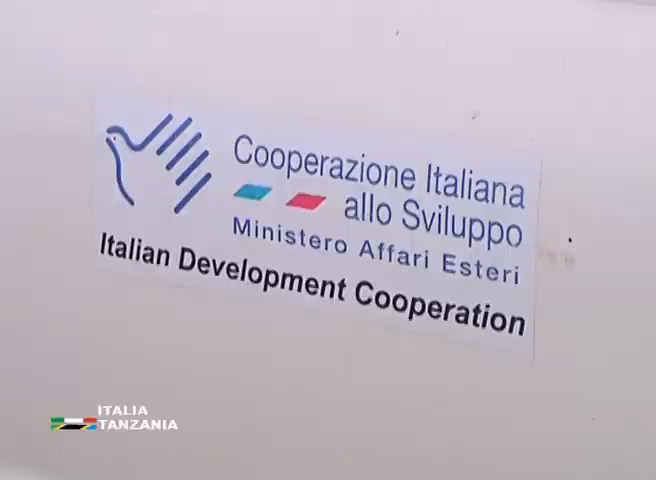 Cooperazione Italiana
allo Sviluppo
Ministero Affari Esteri
Italian Development Cooperation
ITALIA
TANZANIA